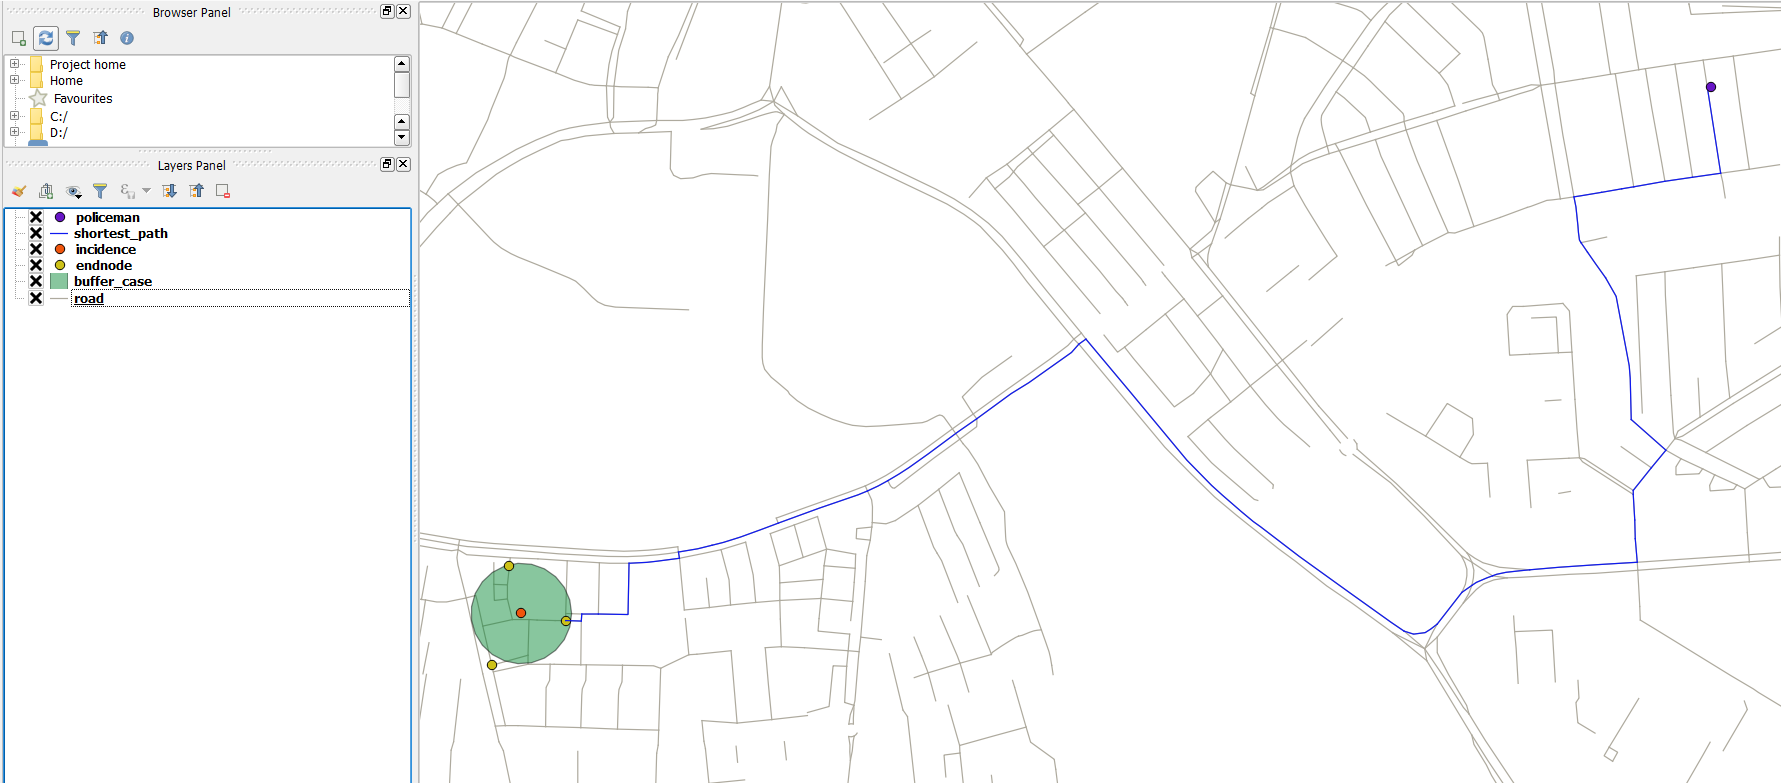 Browser Panel
Project home
Home
Favourites
C:/
D:/
Layers Panel
policeman
shortest_path
incidence
endnode
buffer_case
road